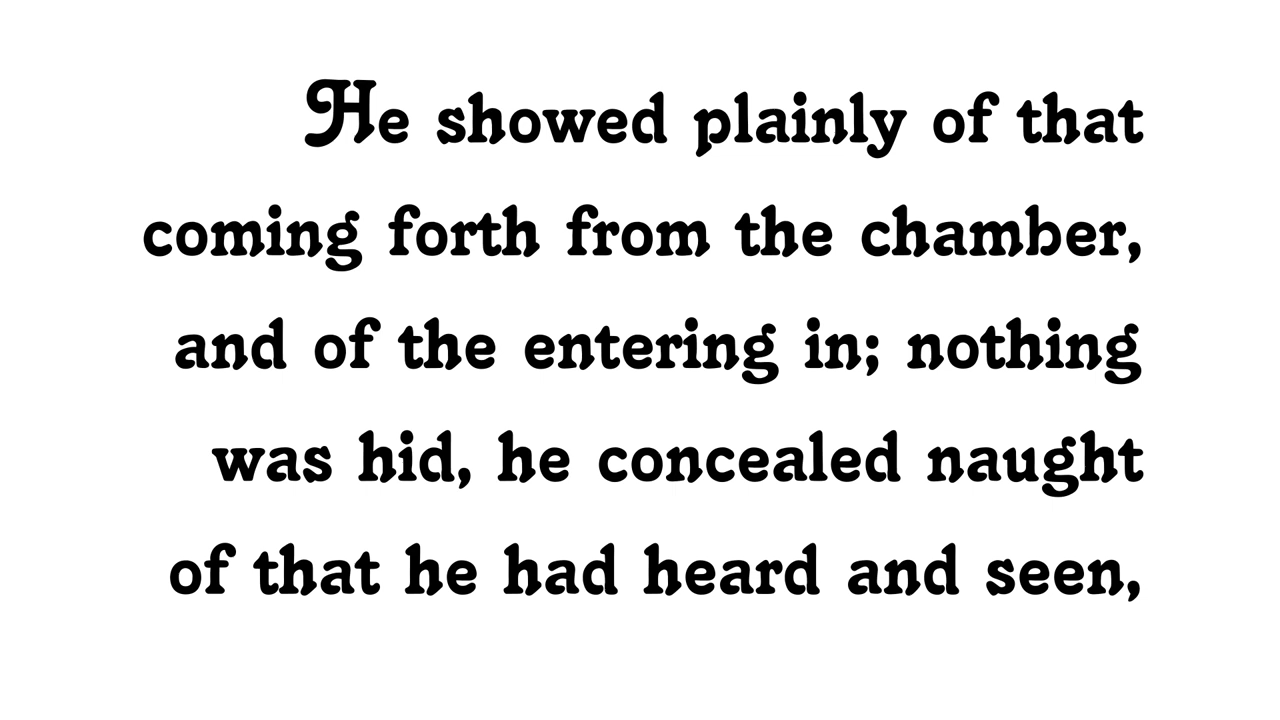 He showed plainly of that
coming forth from the chamber,
and of the entering in; nothing
was hid, he concealed naught
of that he had heard and seen,